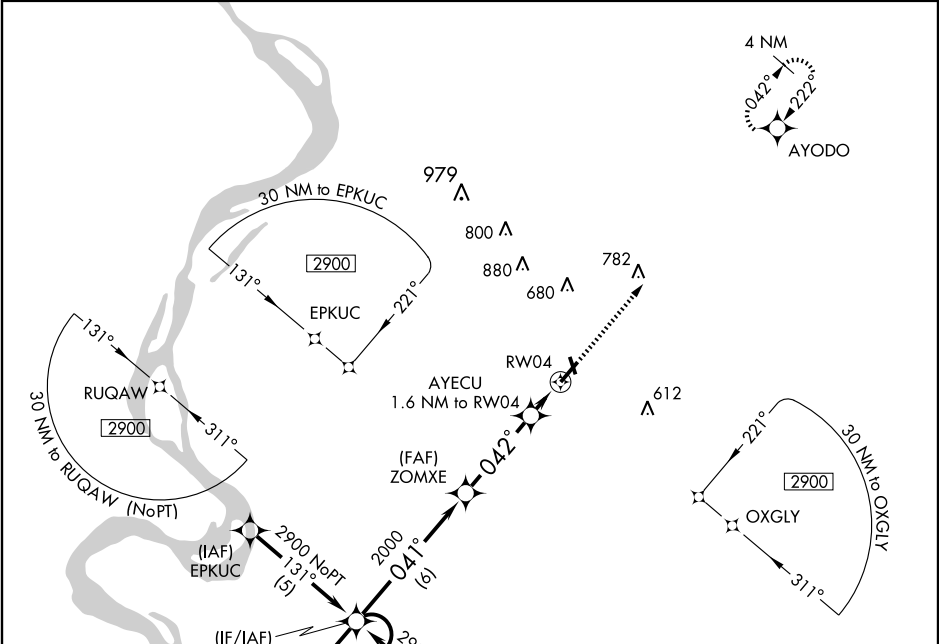 4 NM
042°
222°
AYODO
979
30 NM to EPKUC
800
2900
782
880
131°
680
221°
EPKUC
131°
RW04
AYECU
1.6 NM to RW04
RUQAW
612
2900
311°
221°
30 NM to RUQAW (NoPT)
30 NM to OXGLY
042°
(FAF)
ZOMXE
2900
OXGLY
2900 NoPT
131°
(5)
(IAF)
EPKUC
2000
041°
(6)
311°
(IF/IAF)